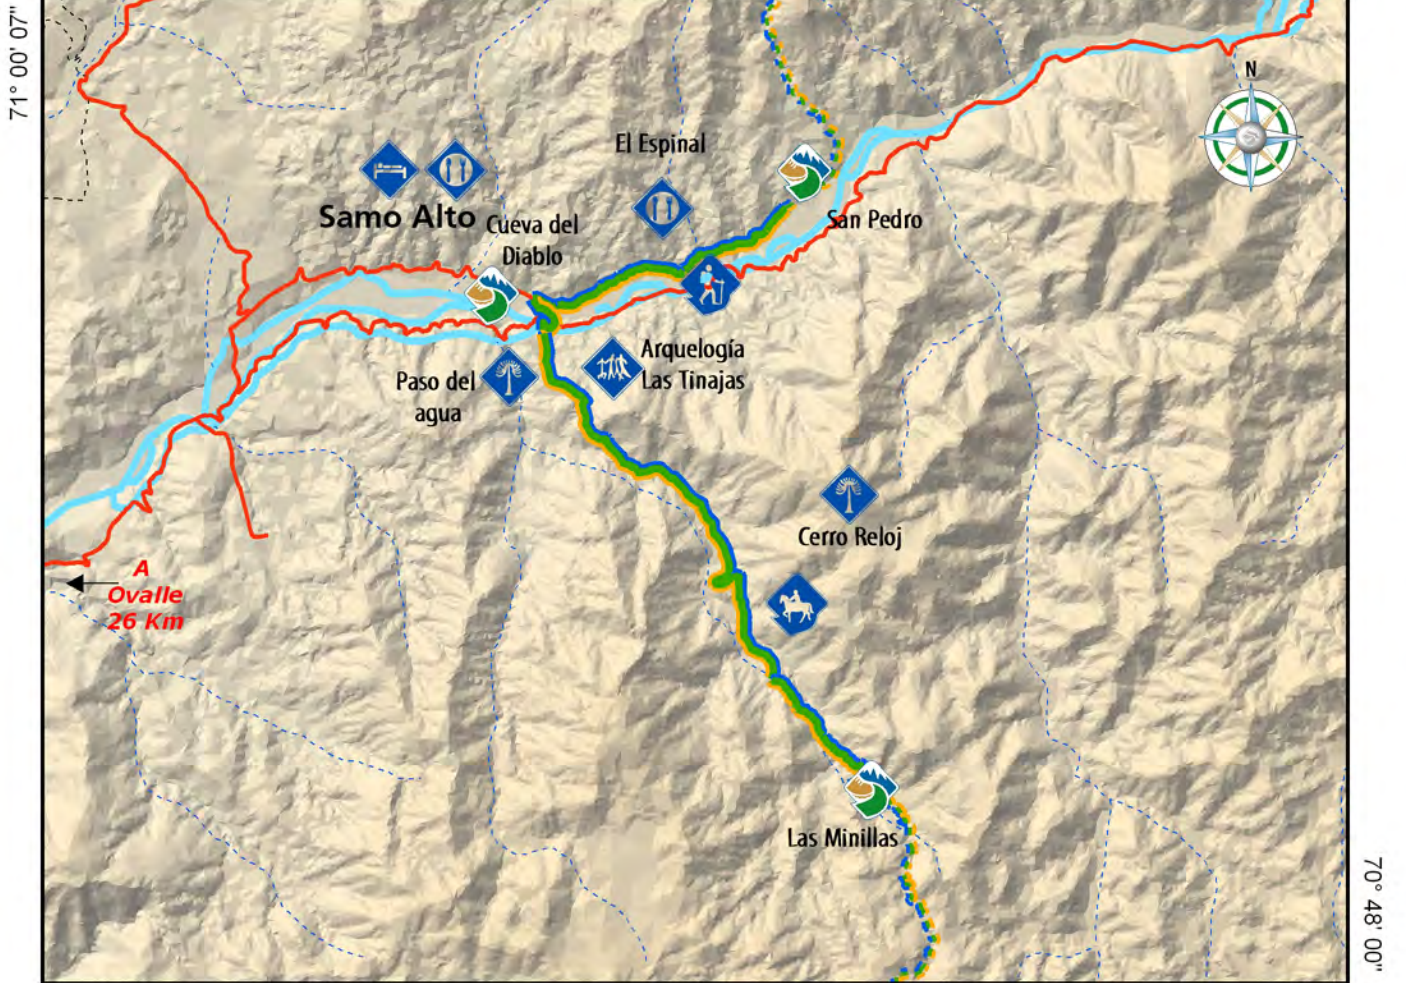 71° 00' 07"
N
El Espinal
Samo Alto
Cueva del
Diablo
San Pedro
Arquelogía
Las Tinajas
Paso del
agua
Cerro Reloj
A
Ovalle
26 Km
Las Minillas
70° 48' 00"